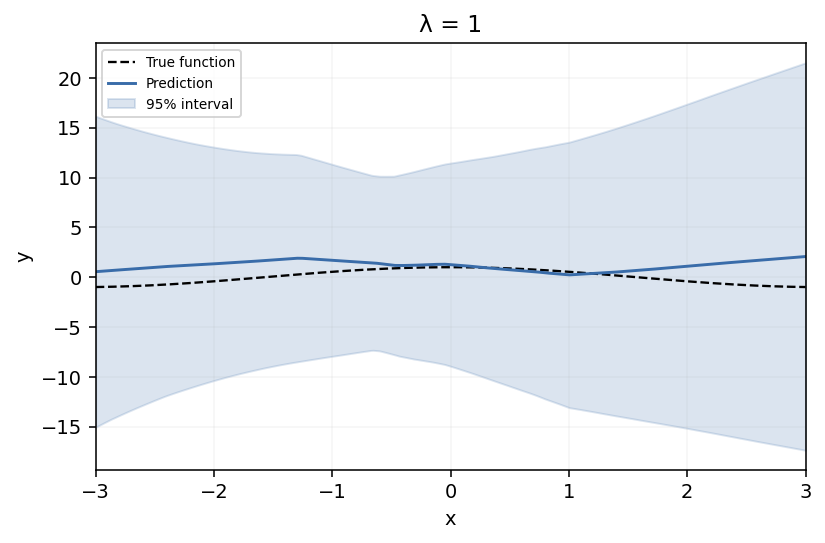 λ = 1
True function
Prediction
95% interval
y
20
15
10
5
0
−5
−10
−15
−3 −2 −1 0 1 2 3
x